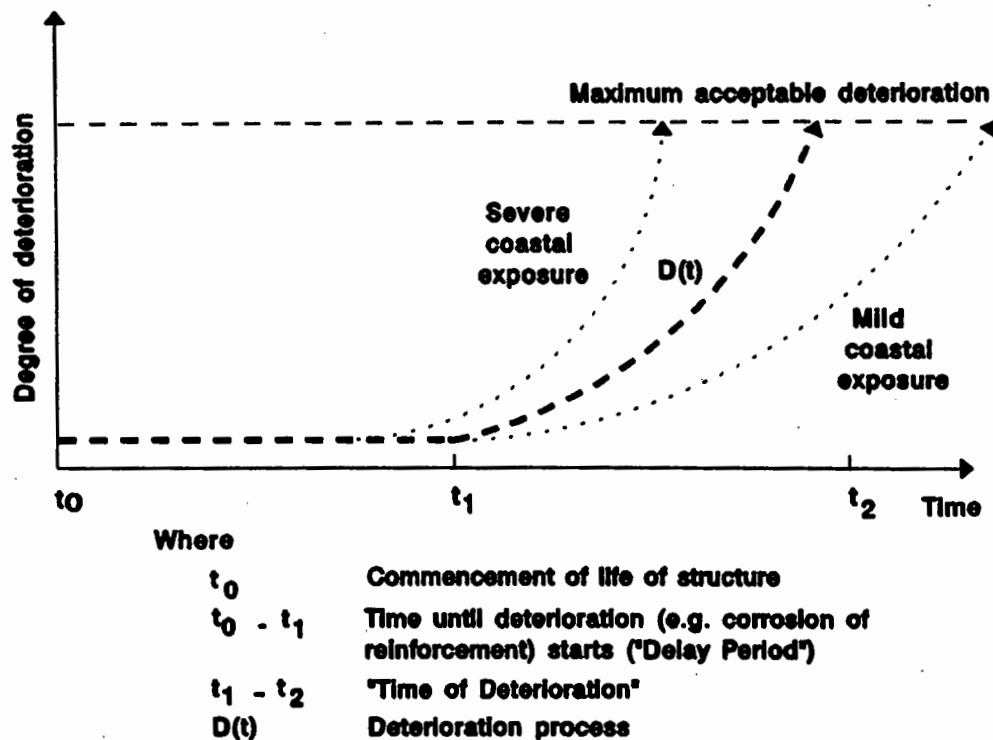 Maximum acceptable deterioration
Degree of deterioration
Severe
coastal
exposure
D(t)
Mild
coastal
exposure
t0
t1
t2
Time
Where
t0 Commencement of life of structure
t0 - t1 Time until deterioration (e.g. corrosion of
reinforcement) starts ("Delay Period")
t1 - t2 "Time of Deterioration"
D(t) Deterioration process